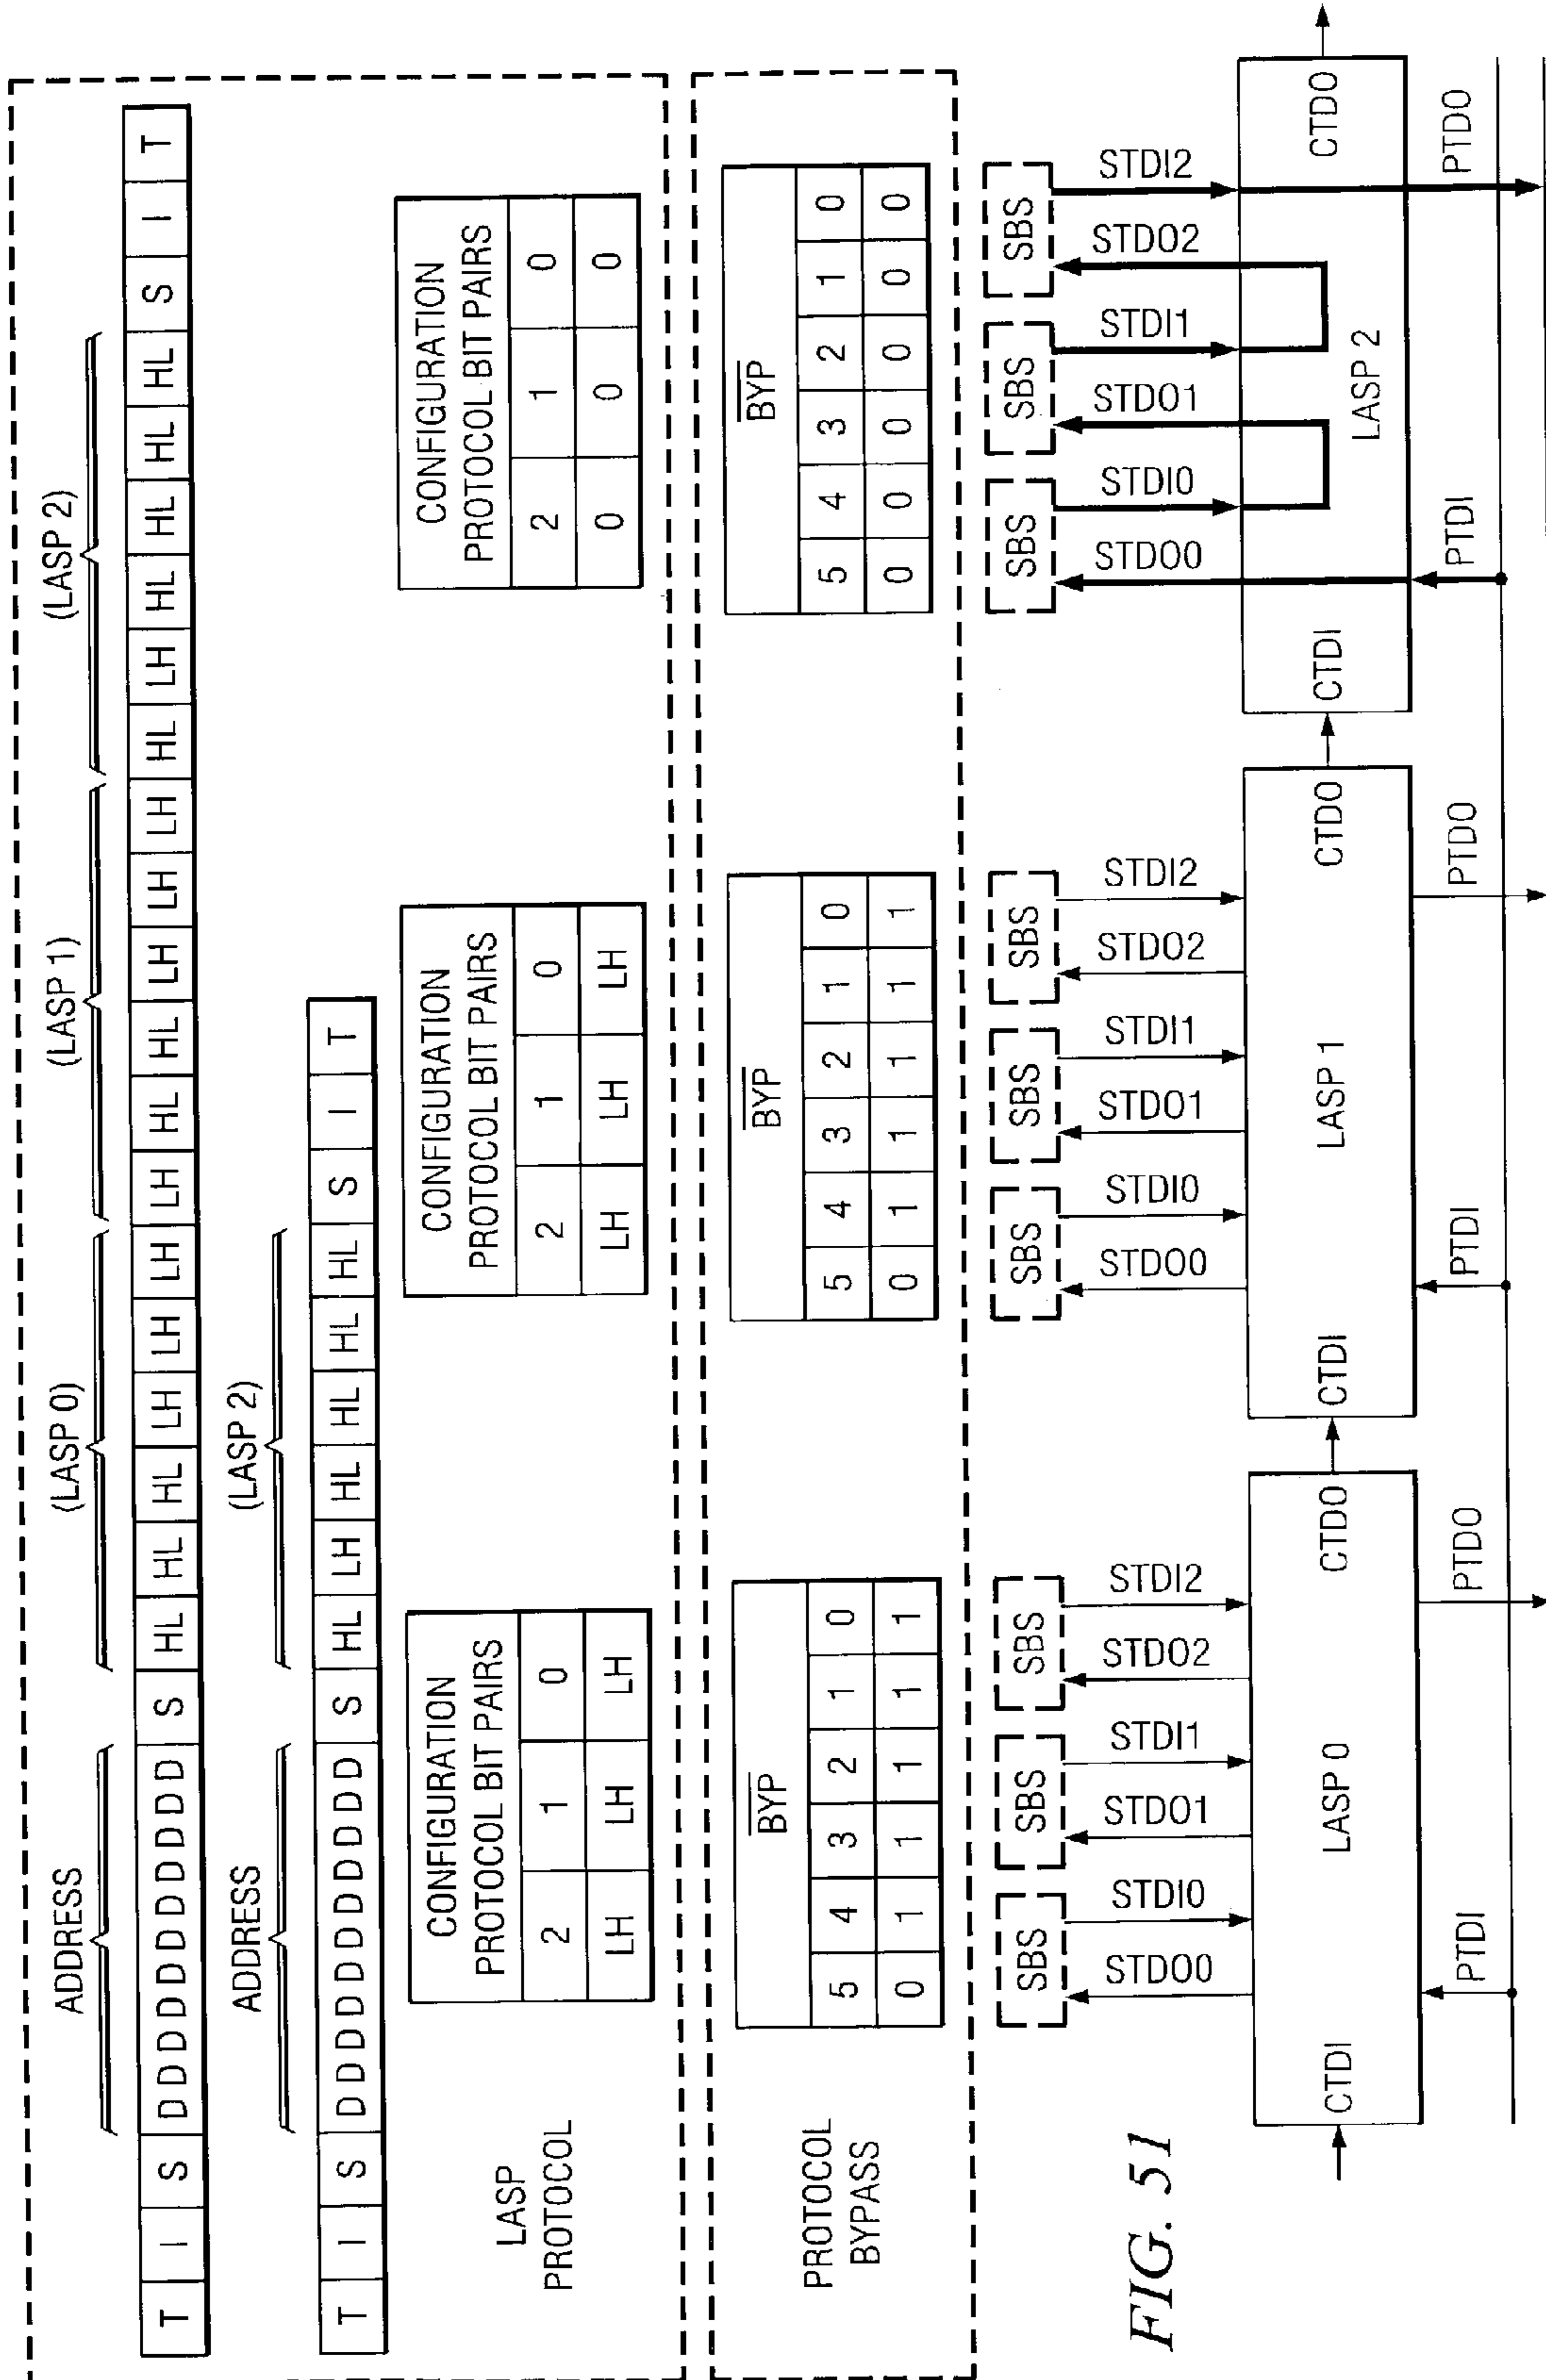 ADDRESS (LASP 0) (LASP 1) (LASP 2)
T I S D D D D D D D D D D S HL HL HL LH LH LH LH HL HL LH LH LH HL LH HL HL HL HL S I T
ADDRESS (LASP 2)
T I S D D D D D D D D D D S HL LH HL HL HL HL S I T
LASP
PROTOCOL
CONFIGURATION
PROTOCOL BIT PAIRS
2 1 0
LH LH LH
CONFIGURATION
PROTOCOL BIT PAIRS
2 1 0
LH LH LH
CONFIGURATION
PROTOCOL BIT PAIRS
2 1 0
0 0 0
PROTOCOL
BYPASS
BYP
5 4 3 2 1 0
0 1 1 1 1 1
BYP
5 4 3 2 1 0
0 1 1 1 1 1
BYP
5 4 3 2 1 0
0 0 0 0 0 0
FIG. 51
SBS SBS SBS
STDO0 STDI0 STDO1 STDI1 STDO2 STDI2
CTDI LASP 0 CTDO
PTDI PTDO
SBS SBS SBS
STDO0 STDI0 STDO1 STDI1 STDO2 STDI2
CTDI LASP 1 CTDO
PTDI PTDO
SBS SBS SBS
STDO0 STDI0 STDO1 STDI1 STDO2 STDI2
CTDI LASP 2 CTDO
PTDI PTDO